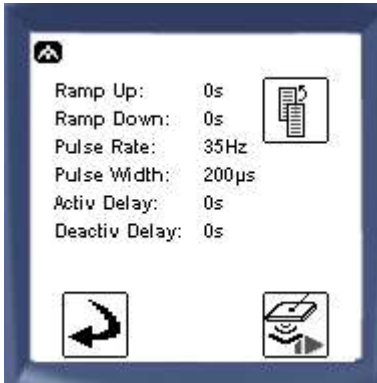 Ramp Up: 0s
Ramp Down: 0s
Pulse Rate: 35Hz
Pulse Width: 200µs
Activ Delay: 0s
Deactiv Delay: 0s